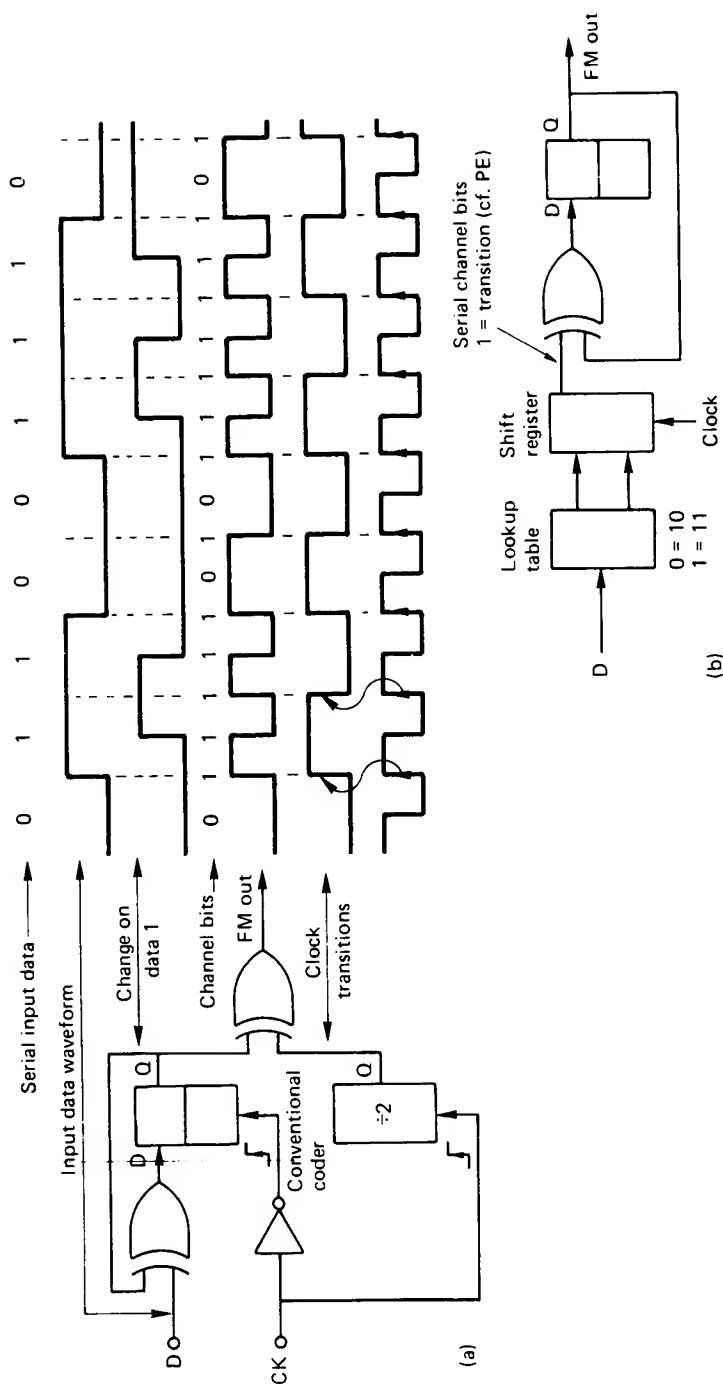 Serial input data 0 1 1 0 0 1 1 1 0
Input data waveform
Change on
data 1
Channel bits 0 1 1 1 1 1 0 1 0 1 1 1 1 1 1 1 0 1
FM out
Clock
transitions
D
D
Q
Conventional
coder
CK
÷2
Q
(a)
Serial channel bits
1 = transition (cf. PE)
Lookup
table
Shift
register
D
D
Q
FM out
0 = 10
1 = 11
Clock
(b)